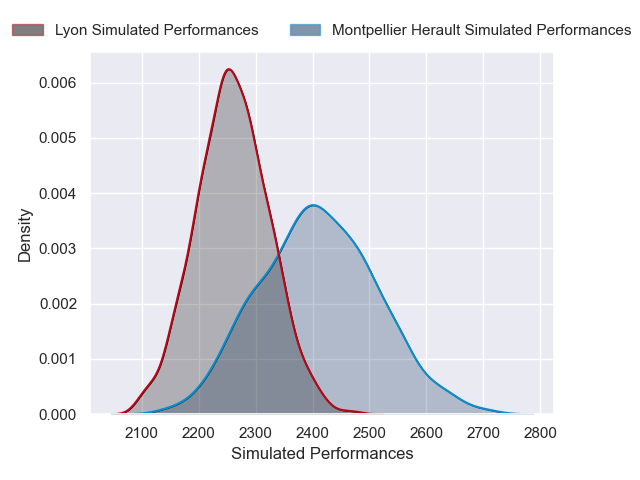 Lyon Simulated Performances
Montpellier Herault Simulated Performances
0.006
0.005
0.004
0.003
0.002
0.001
0.000
Density
2100 2200 2300 2400 2500 2600 2700 2800
Simulated Performances